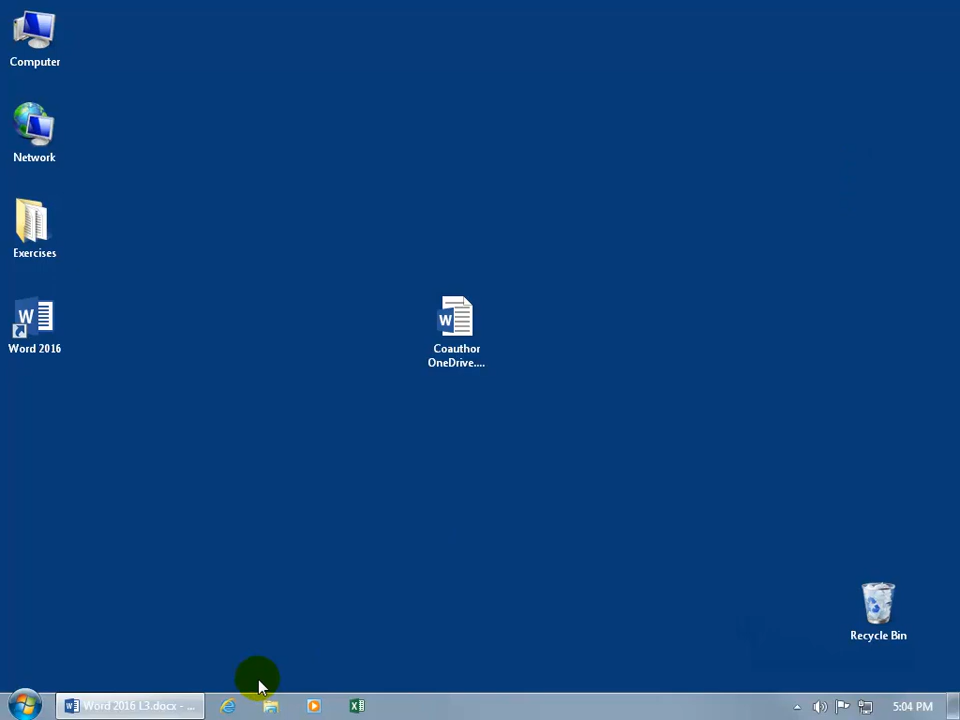 Computer
Network
Exercises
W
Word 2016
W
Coauthor
OneDrive....
Recycle Bin
Word 2016 L3.docx - ...
5:04 PM